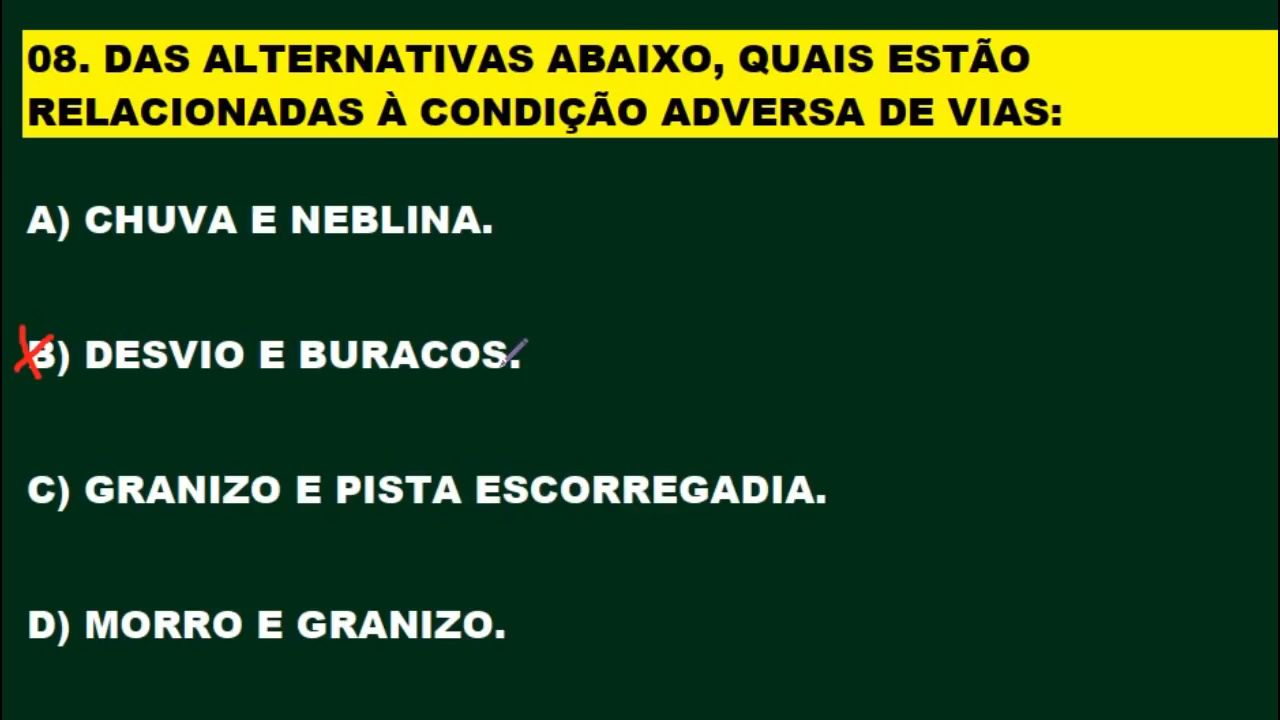 08. DAS ALTERNATIVAS ABAIXO, QUAIS ESTÃO
RELACIONADAS À CONDIÇÃO ADVERSA DE VIAS:
A) CHUVA E NEBLINA.
B) DESVIO E BURACOS.
C) GRANIZO E PISTA ESCORREGADIA.
D) MORRO E GRANIZO.